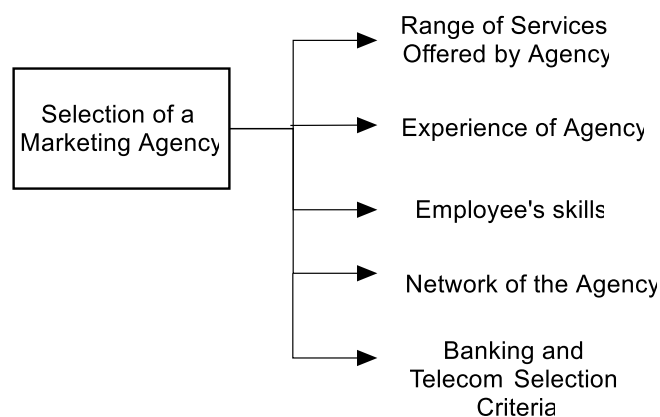 Range of Services
Offered by Agency
Selection of a
Marketing Agency
Experience of Agency
Employee's skills
Network of the Agency
Banking and
Telecom Selection
Criteria